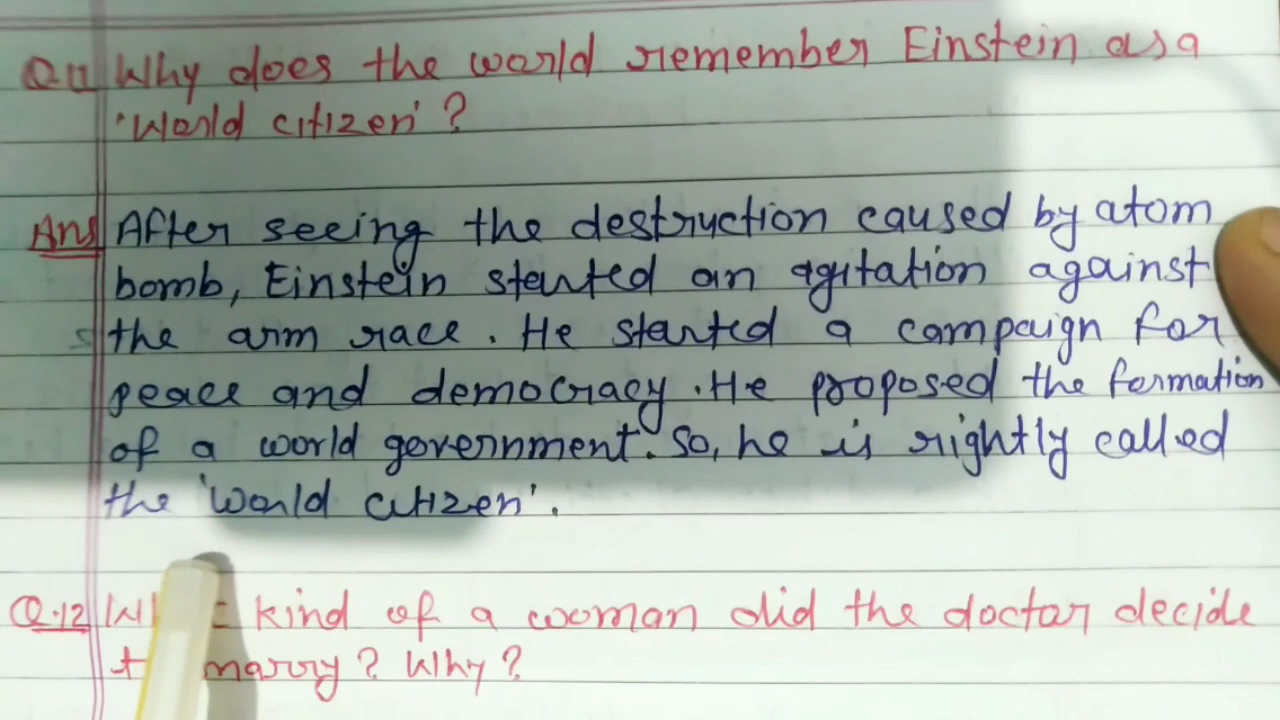 Q.11 Why does the world remember Einstein as a
'World citizen'?
Ans After seeing the destruction caused by atom
bomb, Einstein started an agitation against
the arm race. He started a campaign for
peace and democracy. He proposed the formation
of a world government. So, he is rightly called
the 'World citizen'.
Q.12 kind of a woman did the doctor decide
marry? Why?